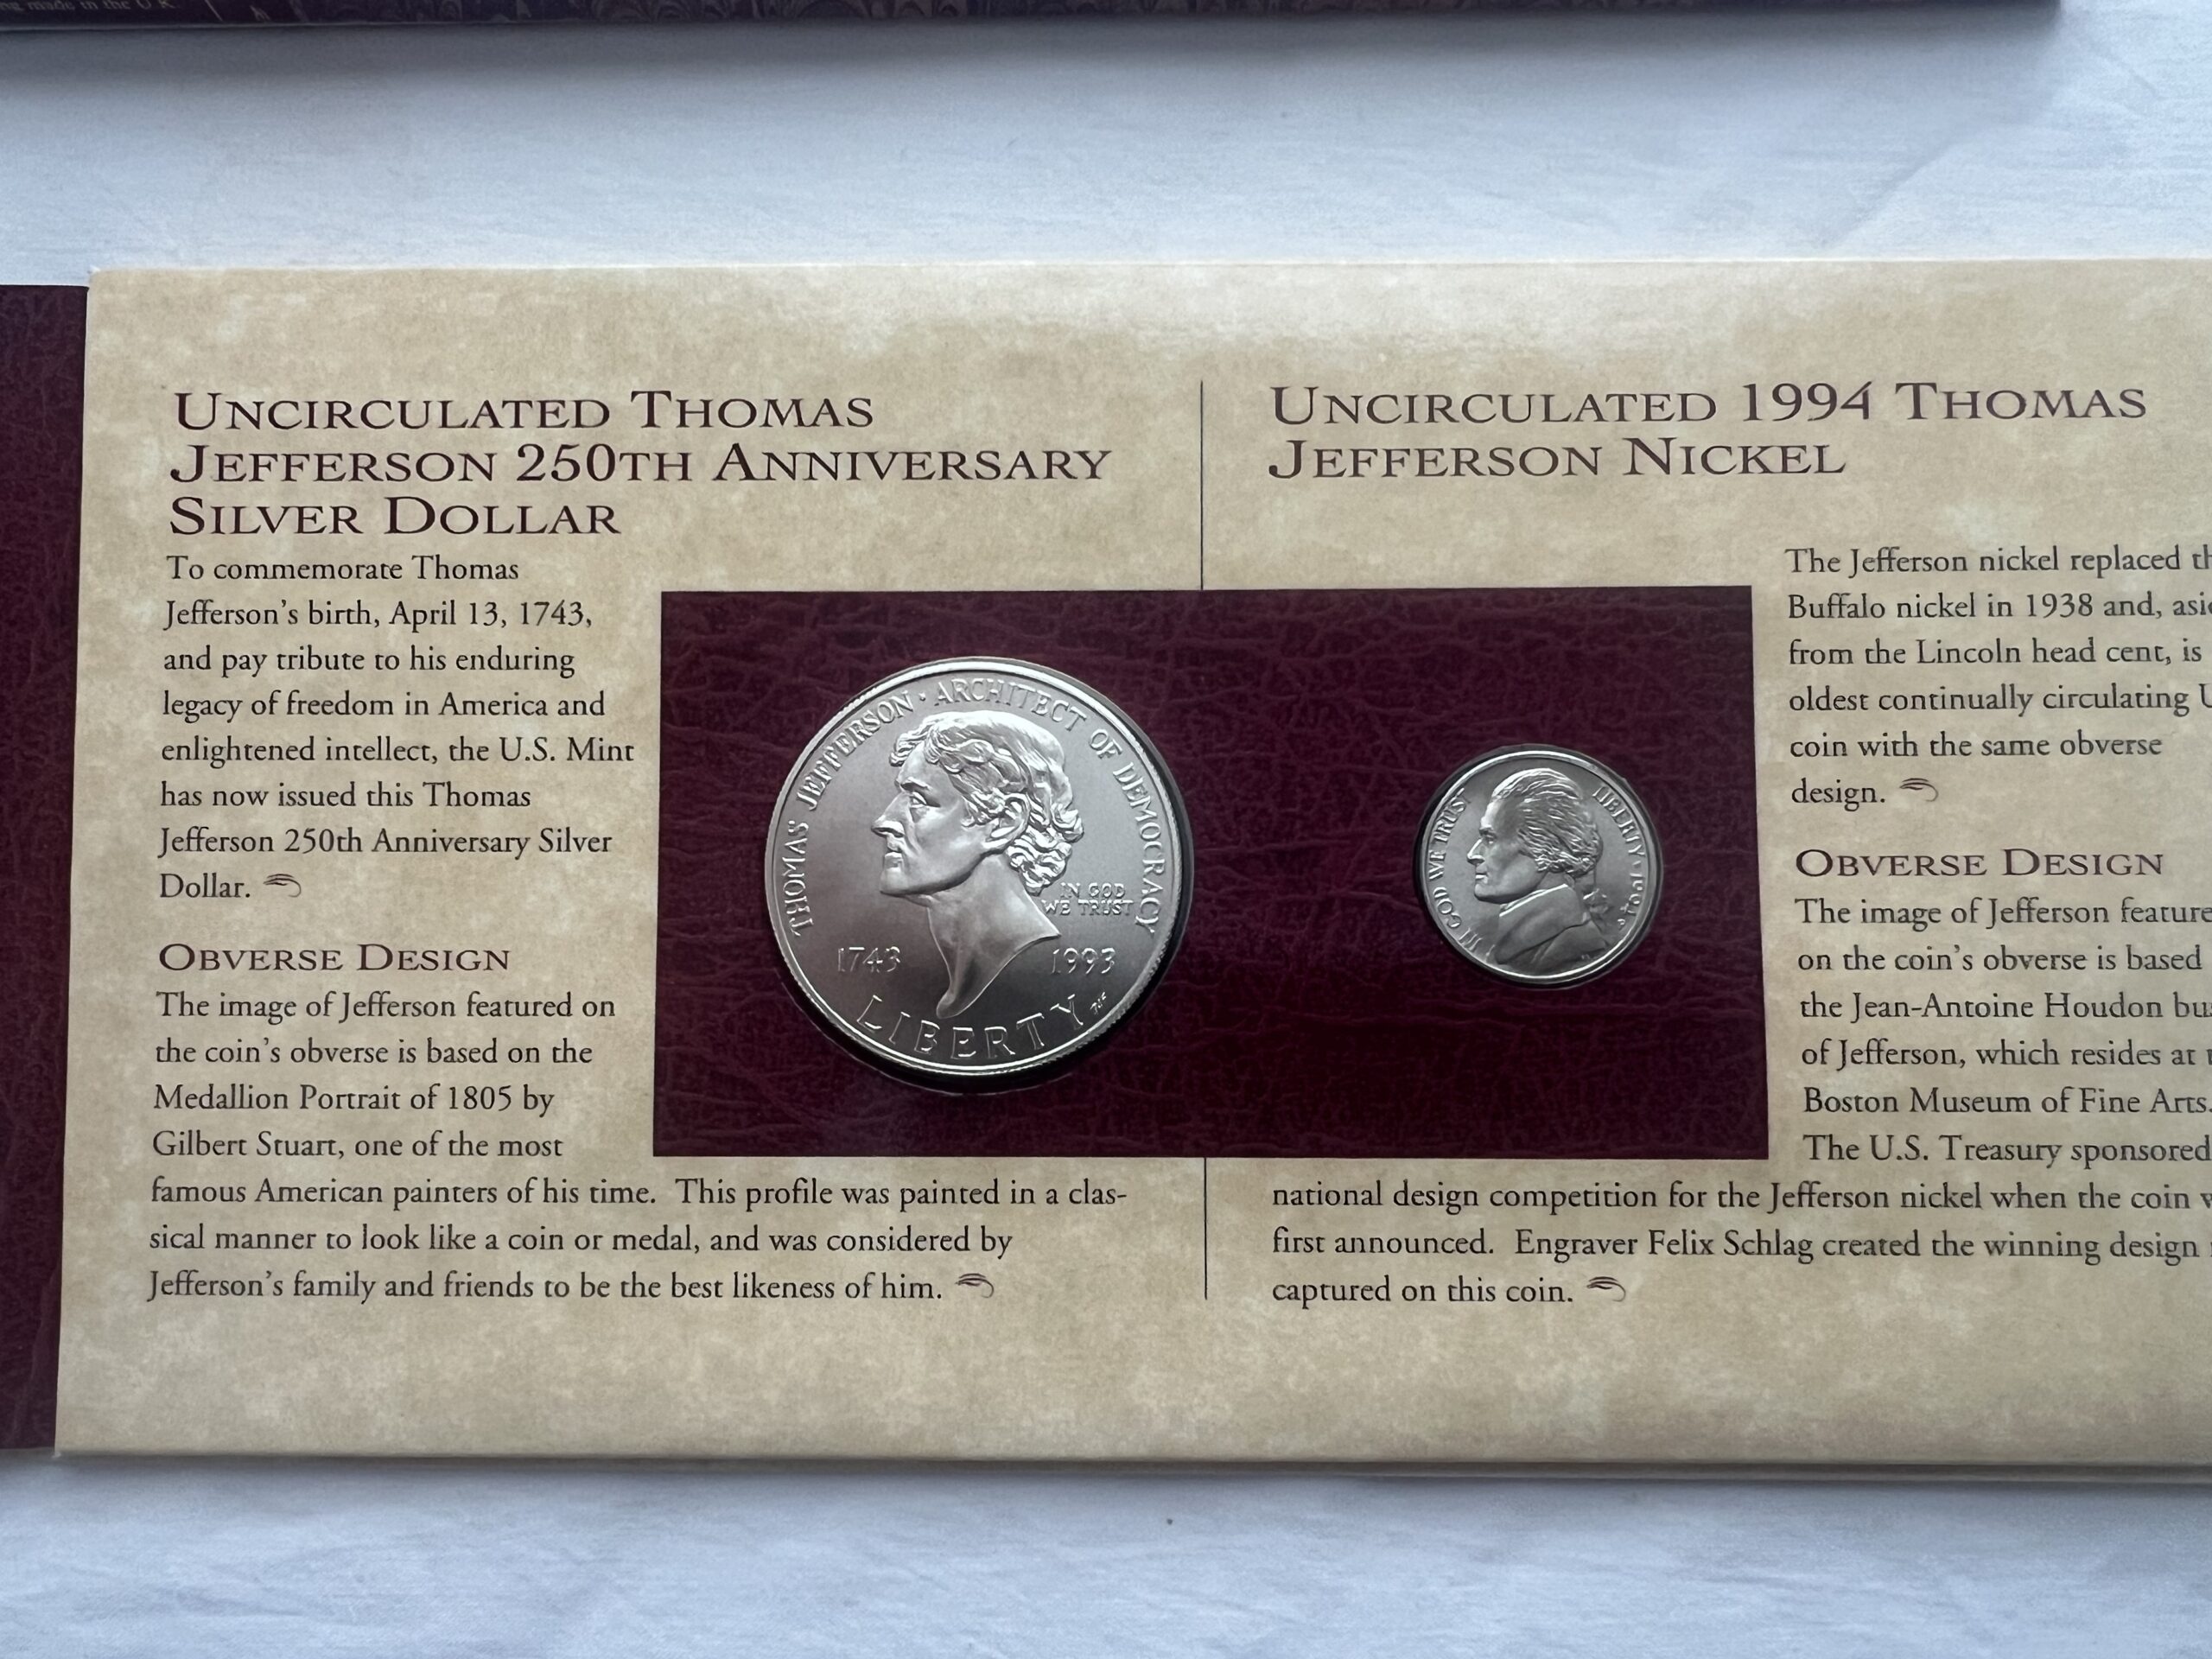 made in the U.K.
UNCIRCULATED THOMAS
JEFFERSON 250TH ANNIVERSARY
SILVER DOLLAR
To commemorate Thomas
Jefferson's birth, April 13, 1743,
and pay tribute to his enduring
legacy of freedom in America and
enlightened intellect, the U.S. Mint
has now issued this Thomas
Jefferson 250th Anniversary Silver
Dollar.
OBVERSE DESIGN
The image of Jefferson featured on
the coin's obverse is based on the
Medallion Portrait of 1805 by
Gilbert Stuart, one of the most
famous American painters of his time. This profile was painted in a clas-
sical manner to look like a coin or medal, and was considered by
Jefferson's family and friends to be the best likeness of him.
THOMAS JEFFERSON · ARCHITECT OF DEMOCRACY
IN GOD
WE TRUST
1743 1993
LIBERTY
UNCIRCULATED 1994 THOMAS
JEFFERSON NICKEL
The Jefferson nickel replaced
Buffalo nickel in 1938 and,
from the Lincoln head cent, is
oldest continually circulating
coin with the same obverse
design.
OBVERSE DESIGN
The image of Jefferson
on the coin's obverse is based
the Jean-Antoine Houdon
of Jefferson, which resides at
Boston Museum of Fine Arts.
The U.S. Treasury sponsored
national design competition for the Jefferson nickel when the coin
first announced. Engraver Felix Schlag created the winning design
captured on this coin.
IN GOD WE TRUST
LIBERTY · 1994